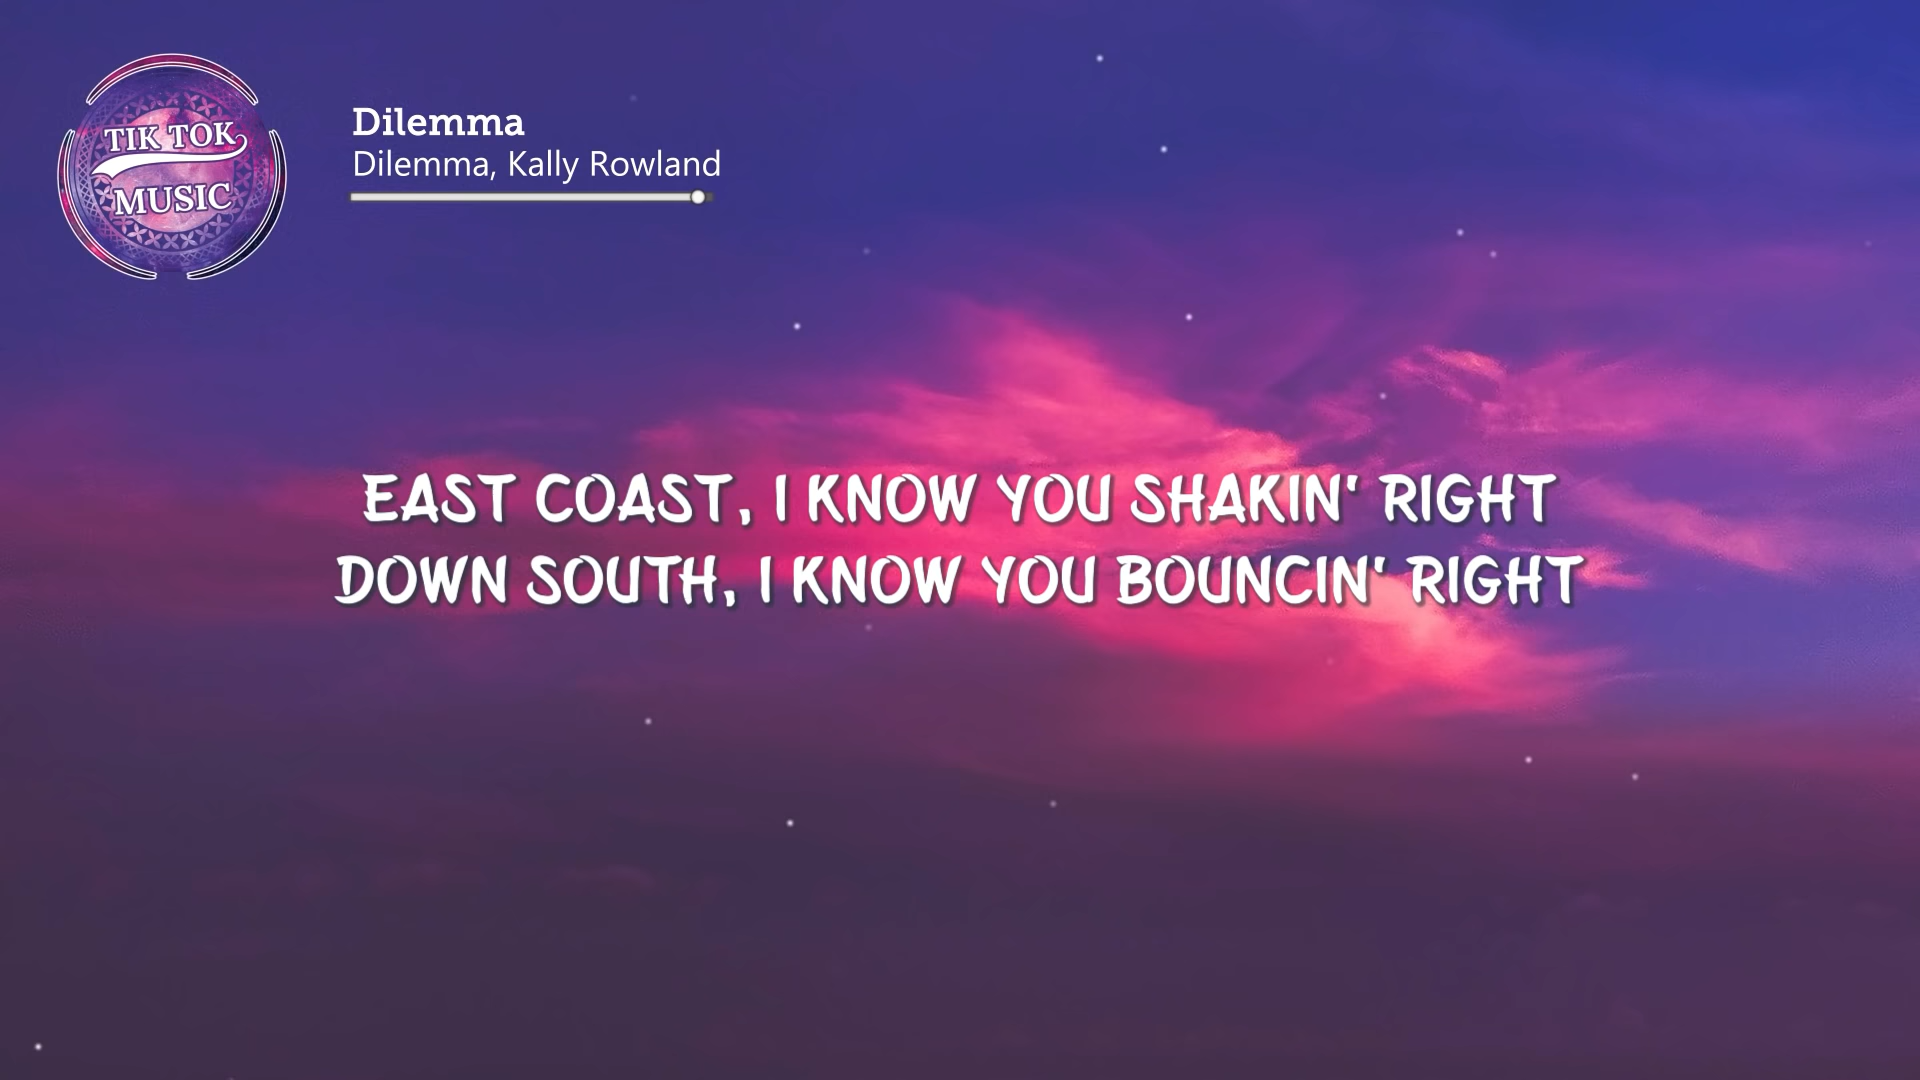 TIK TOK
MUSIC
Dilemma
Dilemma, Kally Rowland
EAST COAST, I KNOW YOU SHAKIN' RIGHT
DOWN SOUTH, I KNOW YOU BOUNCIN' RIGHT